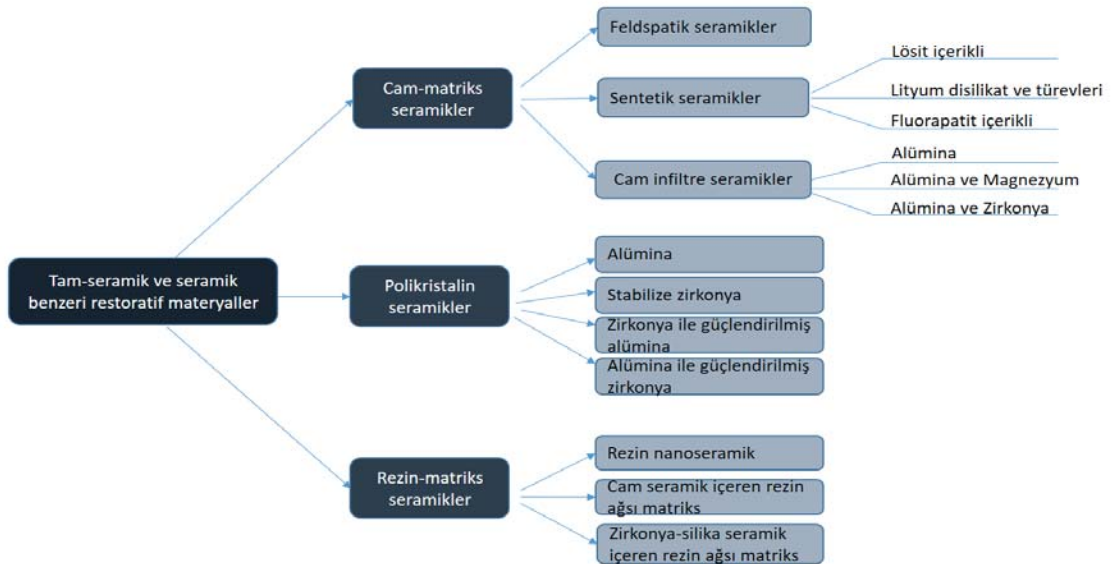 Tam-seramik ve seramik
benzeri restoratif materyaller
Cam-matriks
seramikler
Feldspatik seramikler
Sentetik seramikler
Lösit içerikli
Lityum disilikat ve türevleri
Fluorapatit içerikli
Cam infiltre seramikler
Alümina
Alümina ve Magnezyum
Alümina ve Zirkonya
Polikristalin
seramikler
Alümina
Stabilize zirkonya
Zirkonya ile güçlendirilmiş
alümina
Alümina ile güçlendirilmiş
zirkonya
Rezin-matriks
seramikler
Rezin nanoseramik
Cam seramik içeren rezin
ağsı matriks
Zirkonya-silika seramik
içeren rezin ağsı matriks